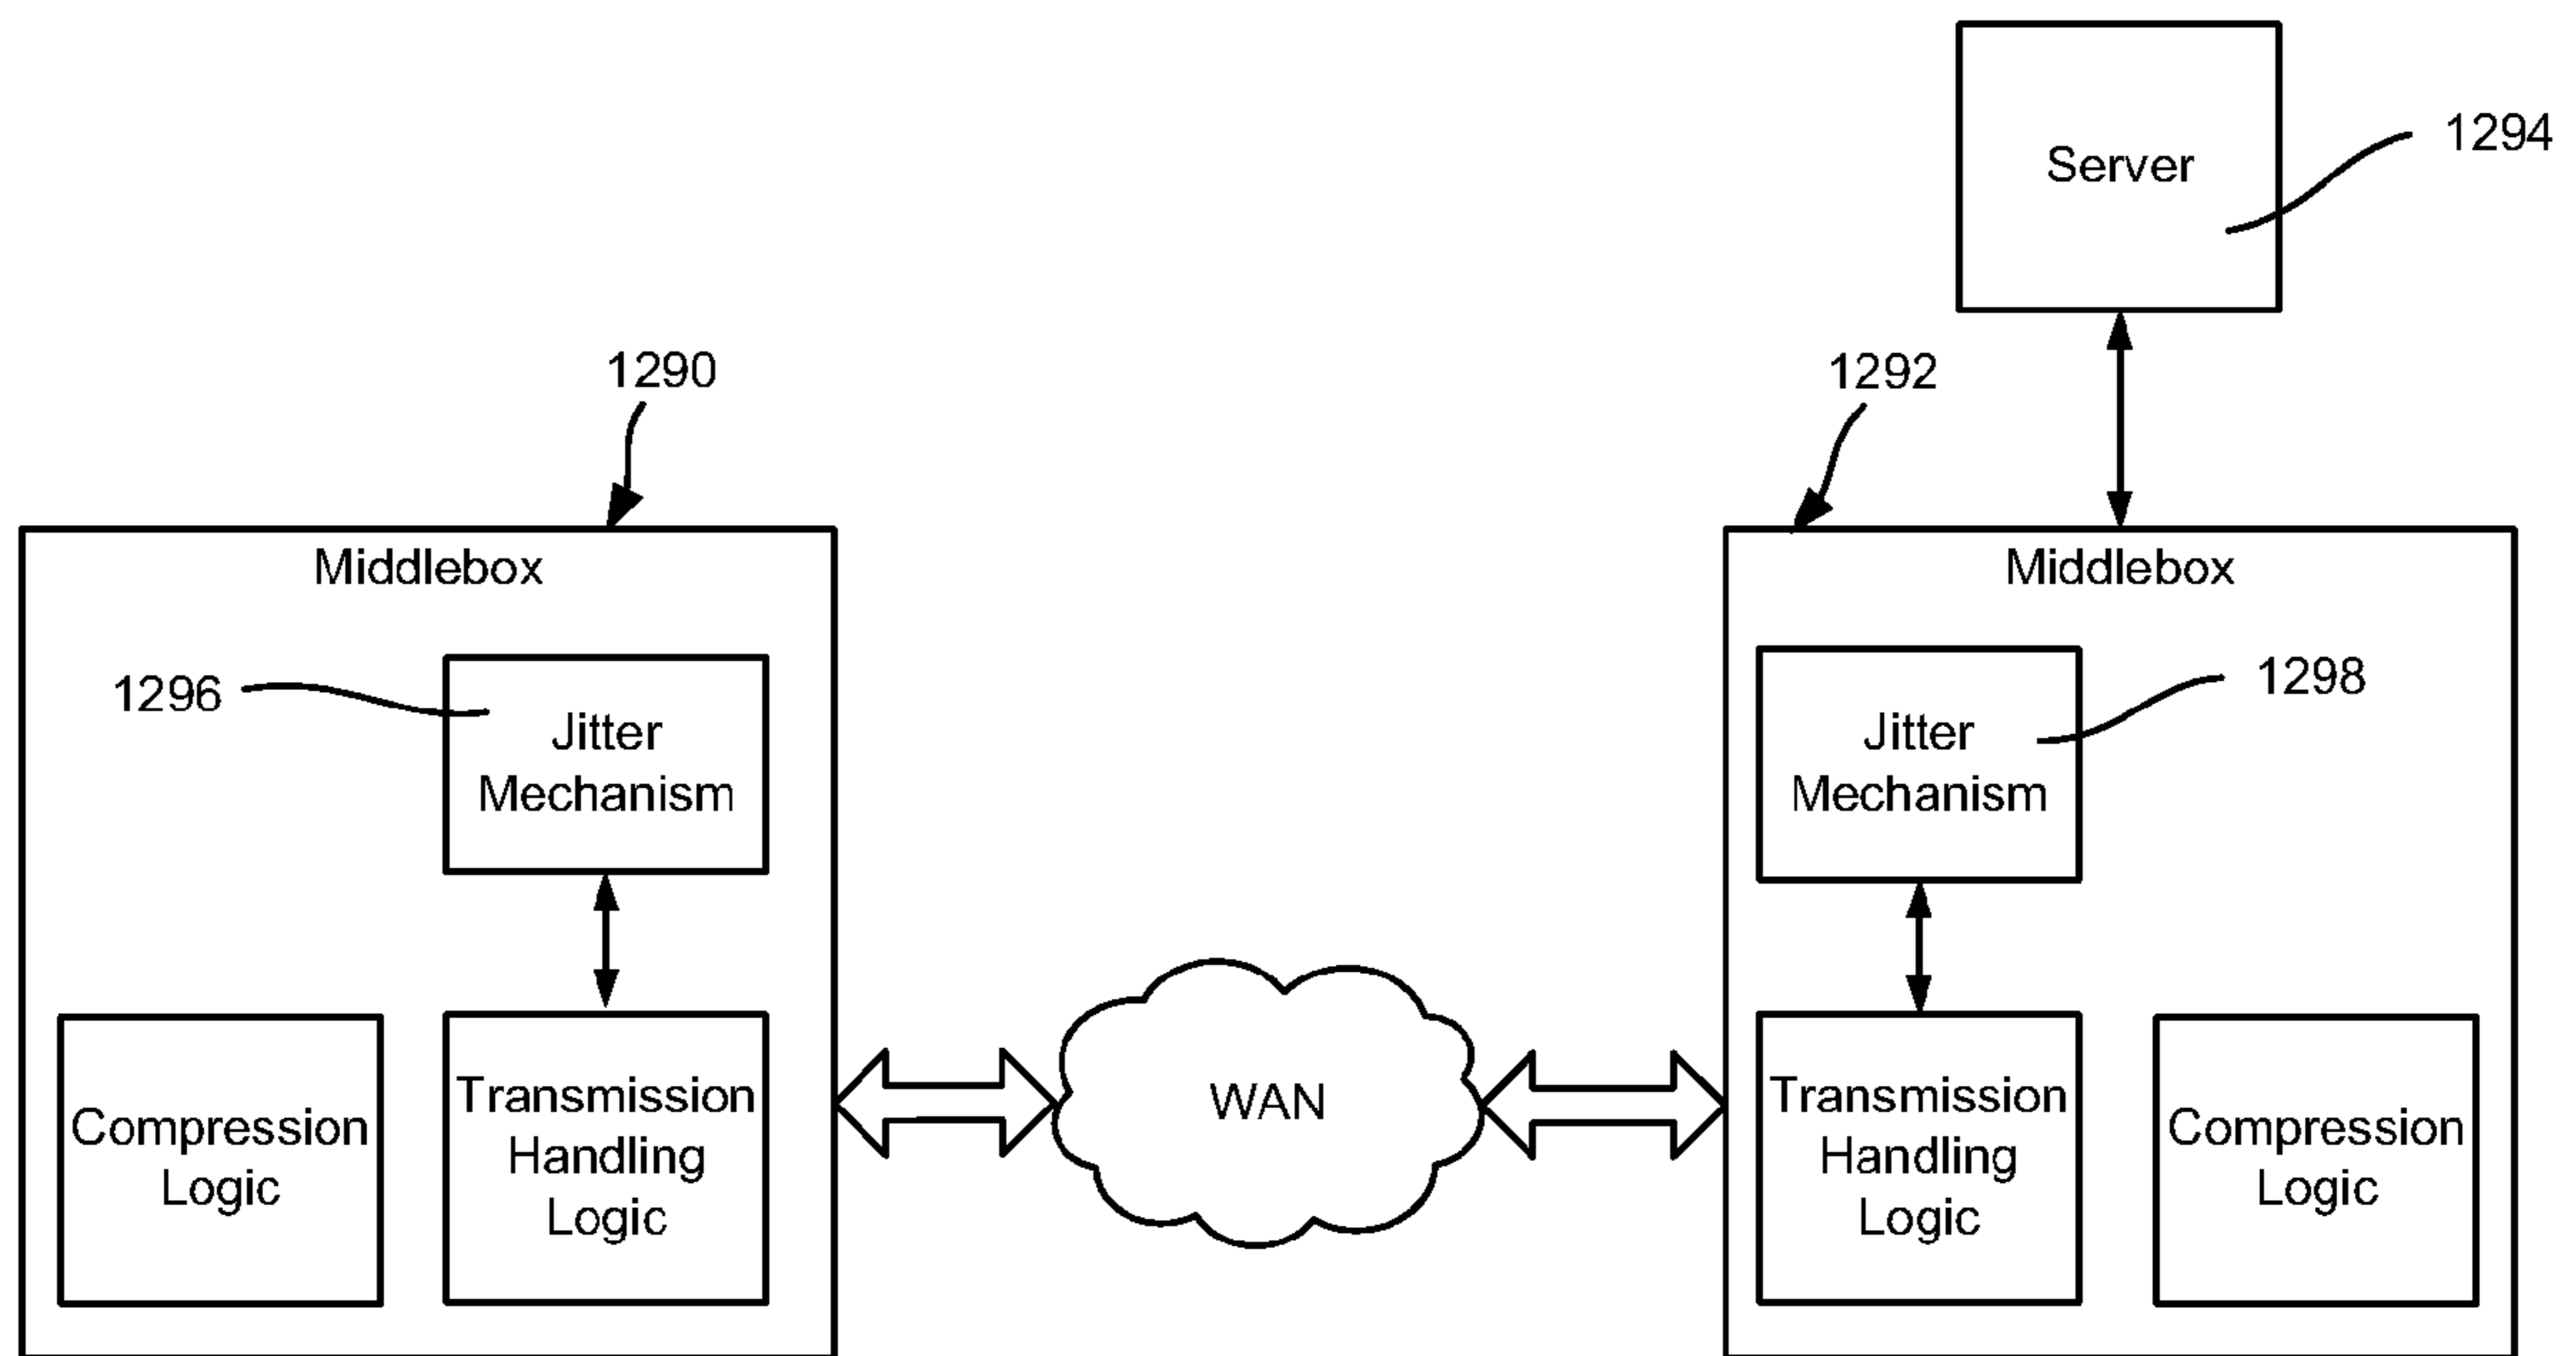 Server
1294
1290
1292
Middlebox
Middlebox
1296
Jitter
Mechanism
Jitter
Mechanism
1298
Compression
Logic
Transmission
Handling
Logic
WAN
Transmission
Handling
Logic
Compression
Logic